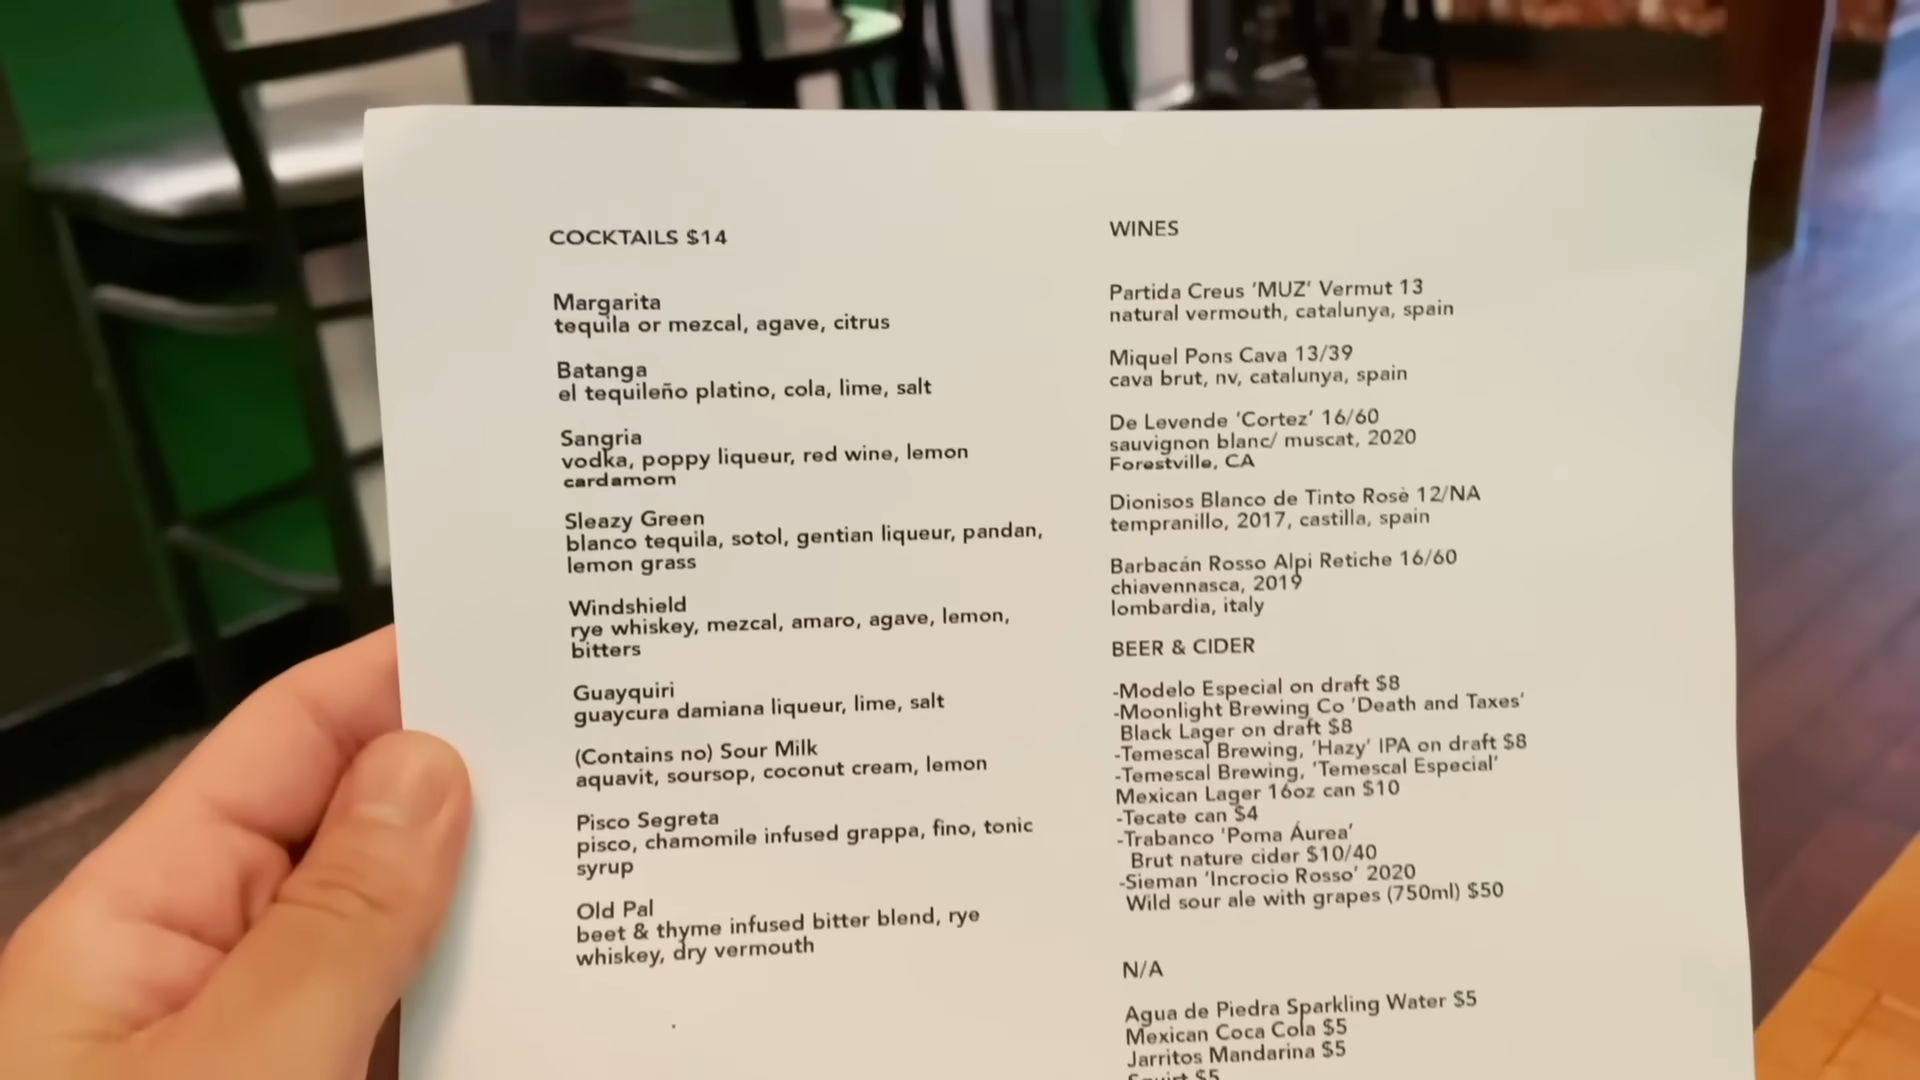 COCKTAILS $14
Margarita
tequila or mezcal, agave, citrus
Batanga
el tequileño platino, cola, lime, salt
Sangria
vodka, poppy liqueur, red wine, lemon
cardamom
Sleazy Green
blanco tequila, sotol, gentian liqueur, pandan,
lemon grass
Windshield
rye whiskey, mezcal, amaro, agave, lemon,
bitters
Guayquiri
guaycura damiana liqueur, lime, salt
(Contains no) Sour Milk
aquavit, soursop, coconut cream, lemon
Pisco Segreta
pisco, chamomile infused grappa, fino, tonic
syrup
Old Pal
beet & thyme infused bitter blend, rye
whiskey, dry vermouth
WINES
Partida Creus 'MUZ' Vermut 13
natural vermouth, catalunya, spain
Miquel Pons Cava 13/39
cava brut, nv, catalunya, spain
De Levende 'Cortez' 16/60
sauvignon blanc/ muscat, 2020
Forestville, CA
Dionisos Blanco de Tinto Rosè 12/NA
tempranillo, 2017, castilla, spain
Barbacán Rosso Alpi Retiche 16/60
chiavennasca, 2019
lombardia, italy
BEER & CIDER
-Modelo Especial on draft $8
-Moonlight Brewing Co 'Death and Taxes'
Black Lager on draft $8
-Temescal Brewing, 'Hazy' IPA on draft $8
-Temescal Brewing, 'Temescal Especial'
Mexican Lager 16oz can $10
-Tecate can $4
-Trabanco 'Poma Áurea'
Brut nature cider $10/40
-Sieman 'Incrocio Rosso' 2020
Wild sour ale with grapes (750ml) $50
N/A
Agua de Piedra Sparkling Water $5
Mexican Coca Cola $5
Jarritos Mandarina $5
Squirt $5